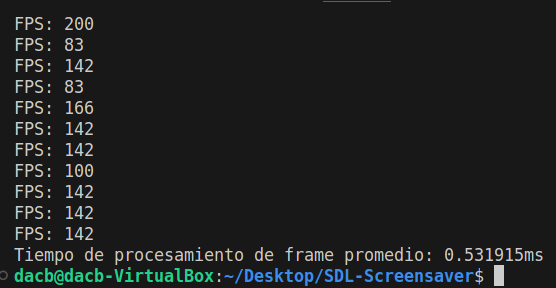 FPS: 200
FPS: 83
FPS: 142
FPS: 83
FPS: 166
FPS: 142
FPS: 142
FPS: 100
FPS: 142
FPS: 142
FPS: 142
Tiempo de procesamiento de frame promedio: 0.531915ms
dacb@dacb-VirtualBox:~/Desktop/SDL-Screensaver$